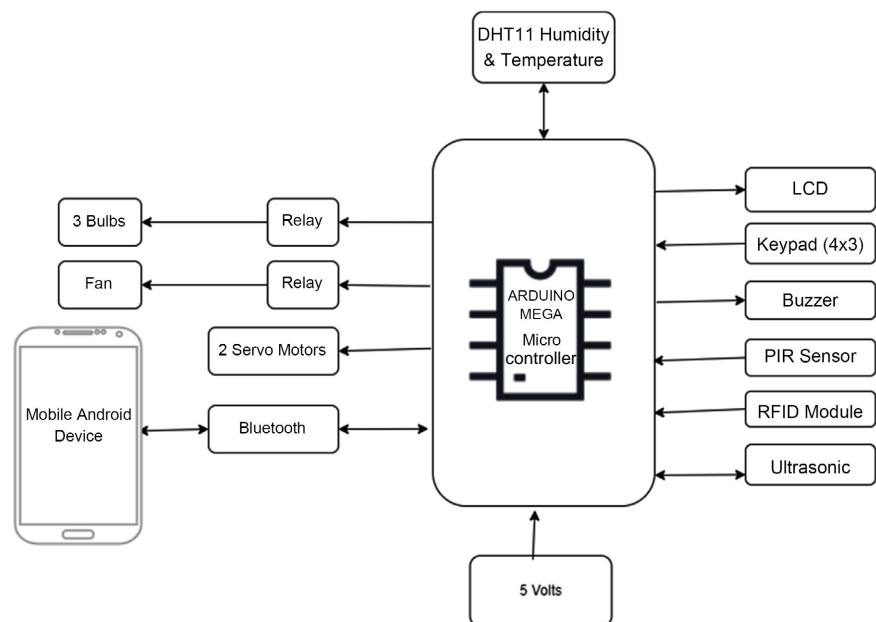 DHT11 Humidity
& Temperature
3 Bulbs
Relay
LCD
Fan
Relay
Keypad (4x3)
ARDUINO
MEGA
Micro
controller
Buzzer
2 Servo Motors
PIR Sensor
Mobile Android
Device
Bluetooth
RFID Module
Ultrasonic
5 Volts